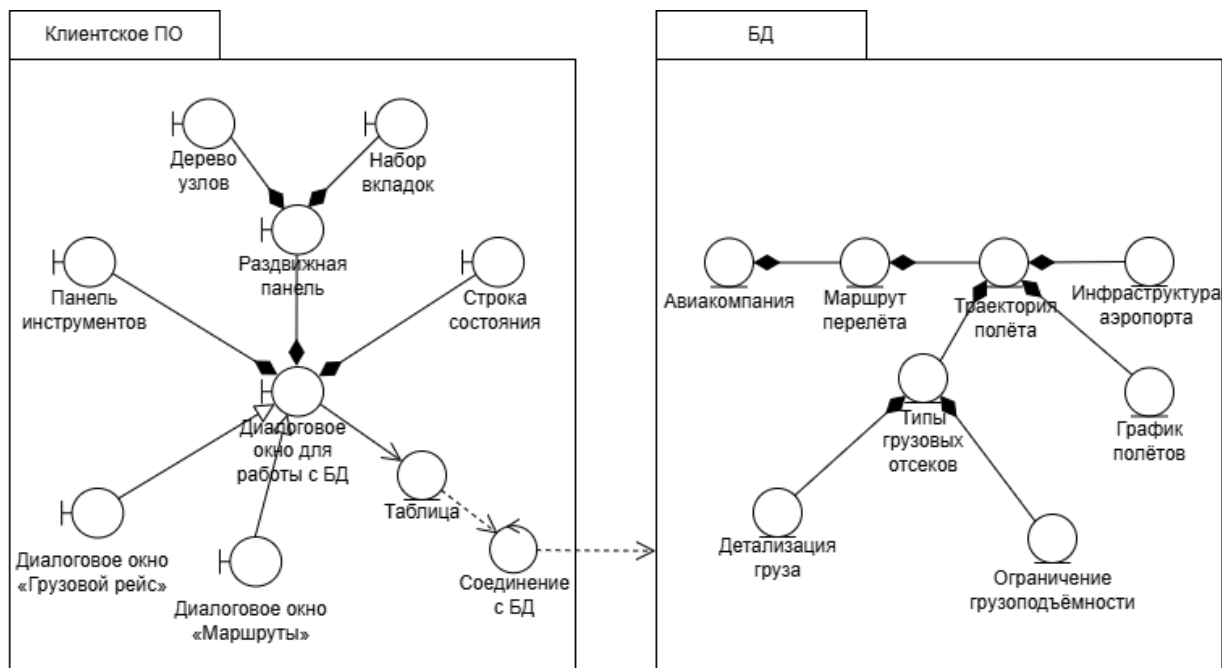 Клиентское ПО
Дерево
узлов
Набор
вкладок
Раздвижная
панель
Панель
инструментов
Строка
состояния
Диалоговое
окно для
работы с БД
Таблица
Диалоговое окно
«Грузовой рейс»
Диалоговое окно
«Маршруты»
Соединение
с БД
БД
Авиакомпания
Маршрут
перелёта
Траектория
полёта
Инфраструктура
аэропорта
Типы
грузовых
отсеков
График
полётов
Детализация
груза
Ограничение
грузоподъёмности